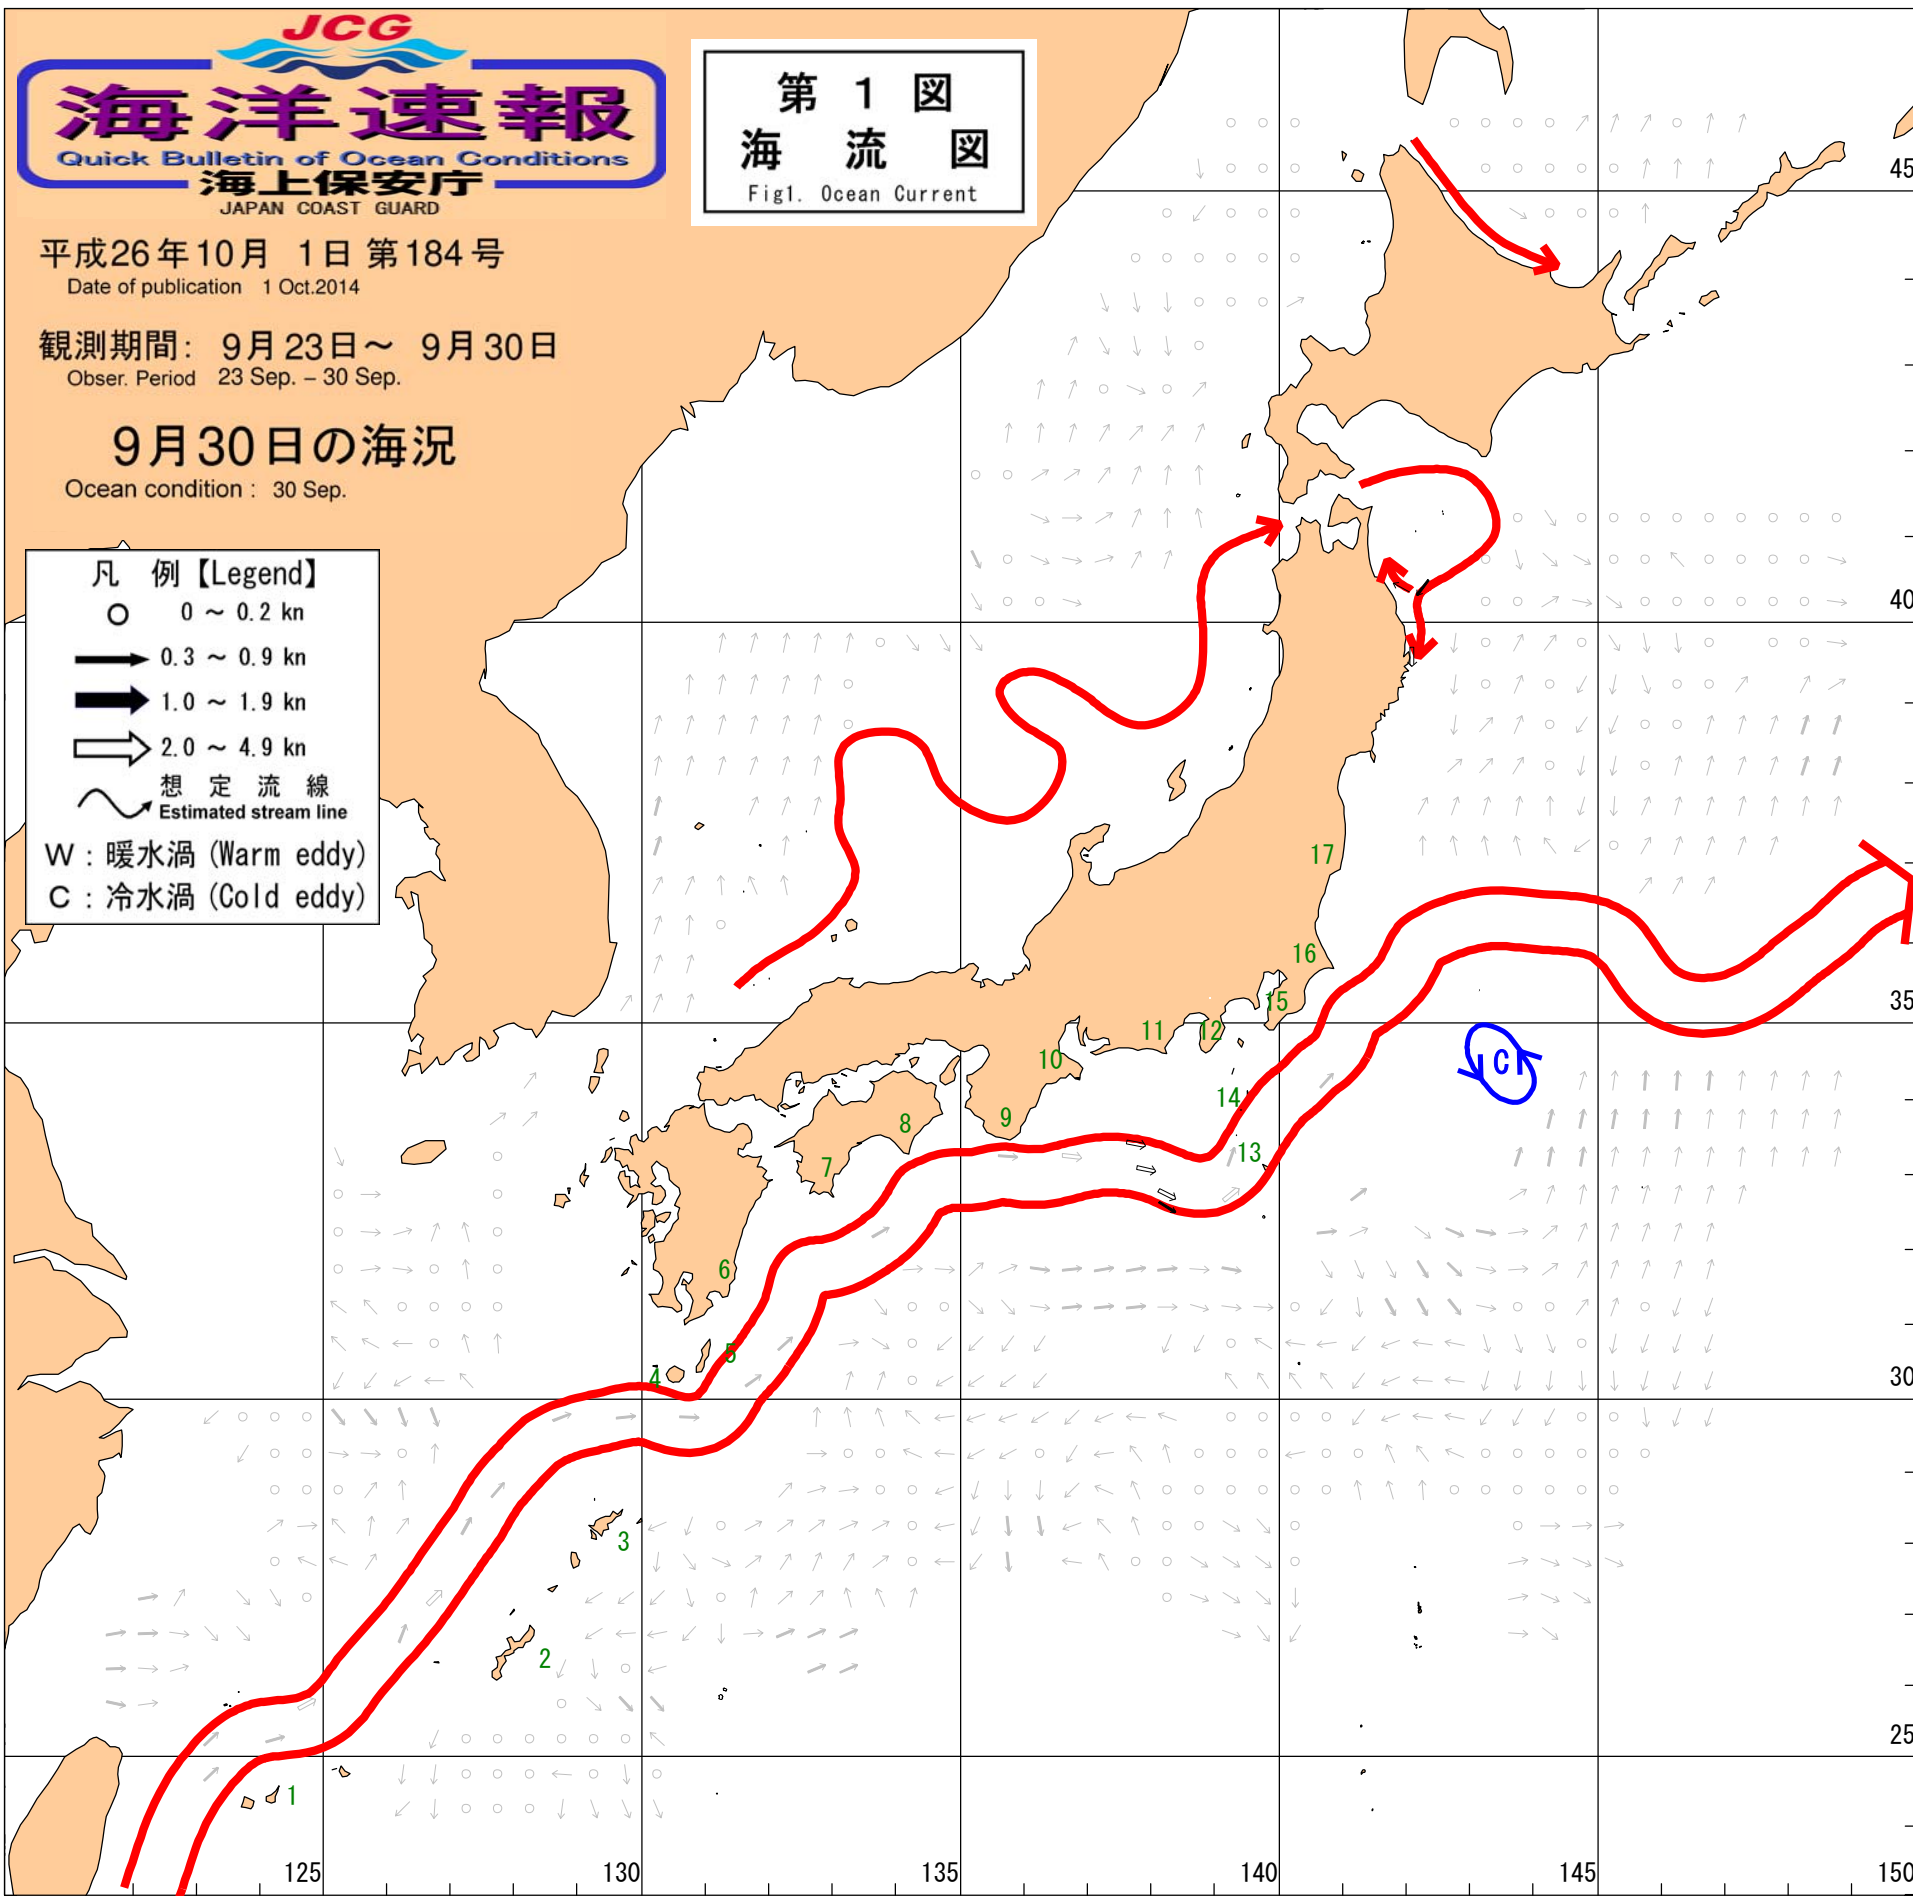 JCG
海洋速報
Quick Bulletin of Ocean Conditions
海上保安庁
JAPAN COAST GUARD
第 1 図
海 流 図
Fig1. Ocean Current
平成26年10月 1日 第184号
Date of publication 1 Oct.2014
観測期間: 9月23日～ 9月30日
Obser. Period 23 Sep. – 30 Sep.
9月30日の海況
Ocean condition : 30 Sep.
凡 例【Legend】
0 ～ 0.2 kn
0.3 ～ 0.9 kn
1.0 ～ 1.9 kn
2.0 ～ 4.9 kn
想 定 流 線
Estimated stream line
W : 暖水渦 (Warm eddy)
C : 冷水渦 (Cold eddy)
45
40
17
16
35
15
12
11
10
C
14
9
8
13
7
6
5
4
30
3
2
25
1
125
130
135
140
145
150